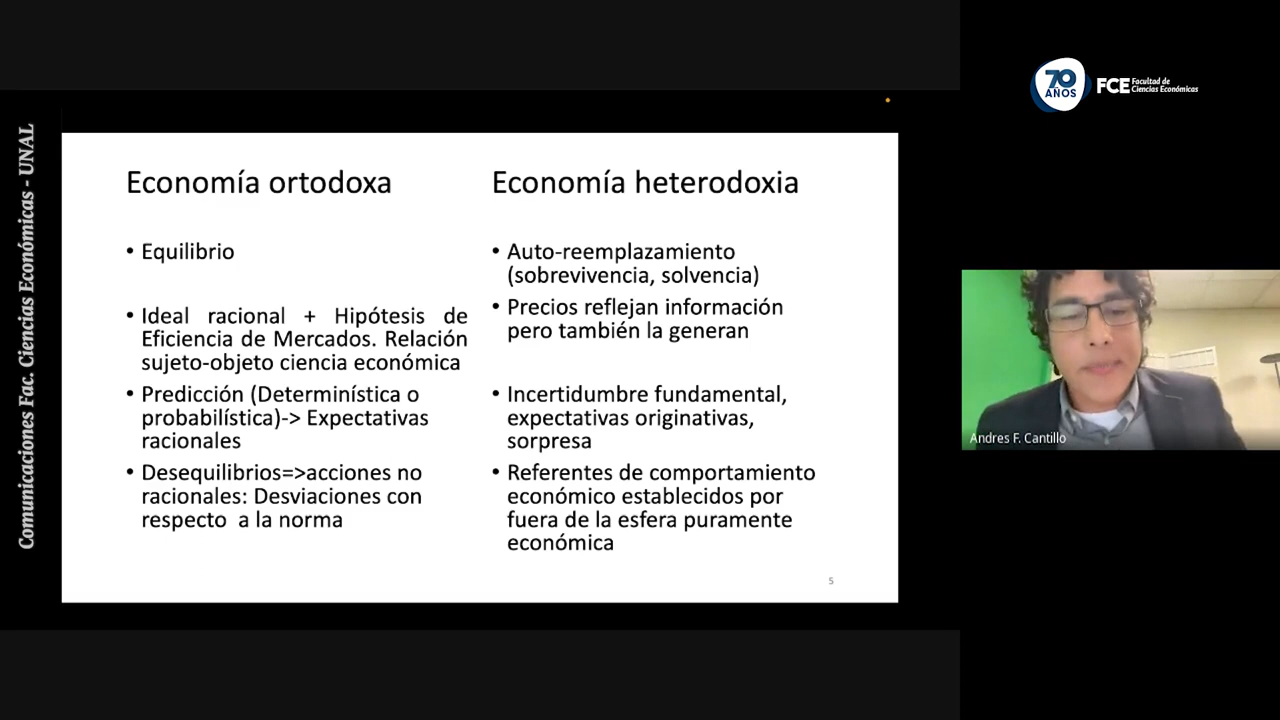 Comunicaciones Fac. Ciencias Económicas - UNAL
70
AÑOS
FCE
Facultad de
Ciencias Económicas
Economía ortodoxa
• Equilibrio
• Ideal racional + Hipótesis de
Eficiencia de Mercados. Relación
sujeto-objeto ciencia económica
• Predicción (Determinística o
probabilística)-> Expectativas
racionales
• Desequilibrios=>acciones no
racionales: Desviaciones con
respecto a la norma
Economía heterodoxia
• Auto-reemplazamiento
(sobrevivencia, solvencia)
• Precios reflejan información
pero también la generan
• Incertidumbre fundamental,
expectativas originativas,
sorpresa
• Referentes de comportamiento
económico establecidos por
fuera de la esfera puramente
económica
5
Andres F. Cantillo